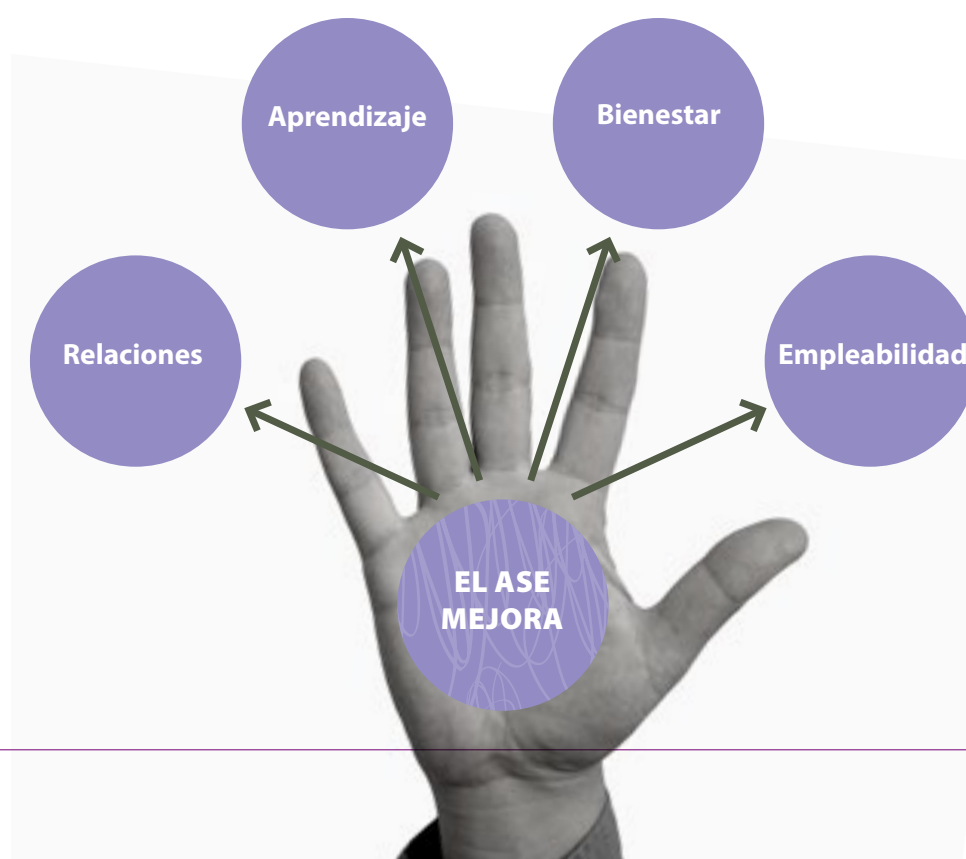 Aprendizaje
Bienestar
Relaciones
Empleabilidad
EL ASE
MEJORA